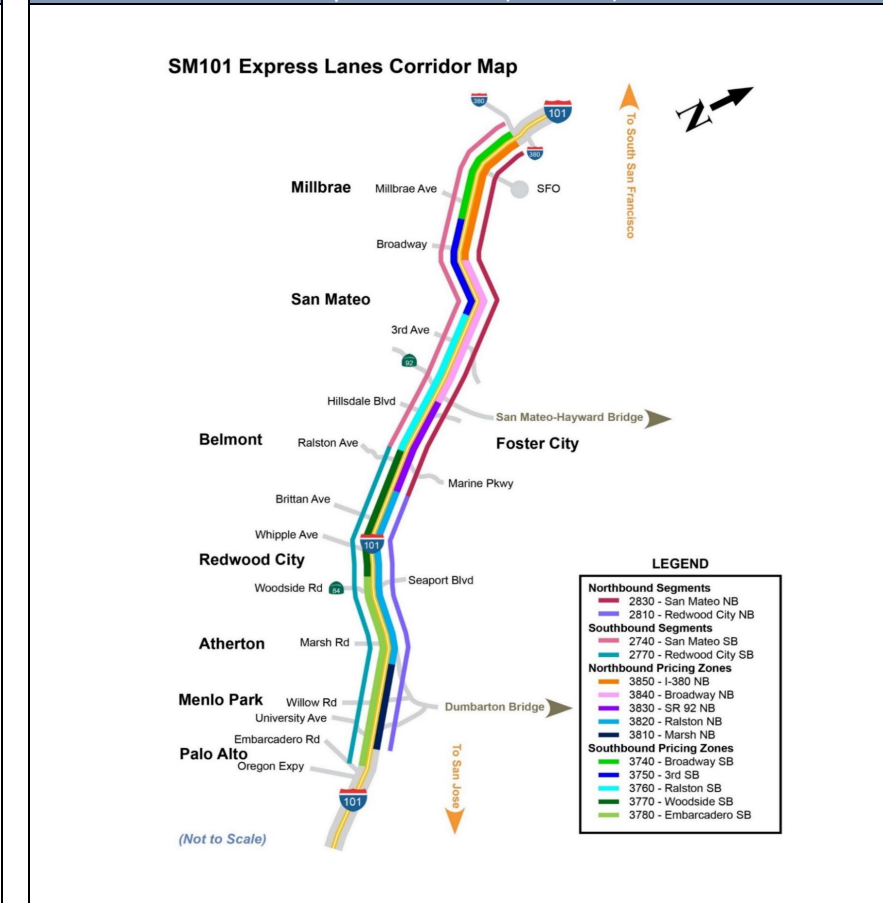 SM101 Express Lanes Corridor Map
380
101
N
To South San Francisco
380
Millbrae
Millbrae Ave
SFO
Broadway
San Mateo
3rd Ave
92
Hillsdale Blvd
San Mateo-Hayward Bridge
Belmont
Ralston Ave
Foster City
Marine Pkwy
Brittan Ave
Whipple Ave
101
Redwood City
Woodside Rd
84
Seaport Blvd
Atherton
Marsh Rd
Menlo Park
Willow Rd
Dumbarton Bridge
University Ave
Embarcadero Rd
Palo Alto
Oregon Expy
To San Jose
101
(Not to Scale)
LEGEND
Northbound Segments
2830 - San Mateo NB
2810 - Redwood City NB
Southbound Segments
2740 - San Mateo SB
2770 - Redwood City SB
Northbound Pricing Zones
3850 - I-380 NB
3840 - Broadway NB
3830 - SR 92 NB
3820 - Ralston NB
3810 - Marsh NB
Southbound Pricing Zones
3740 - Broadway SB
3750 - 3rd SB
3760 - Ralston SB
3770 - Woodside SB
3780 - Embarcadero SB